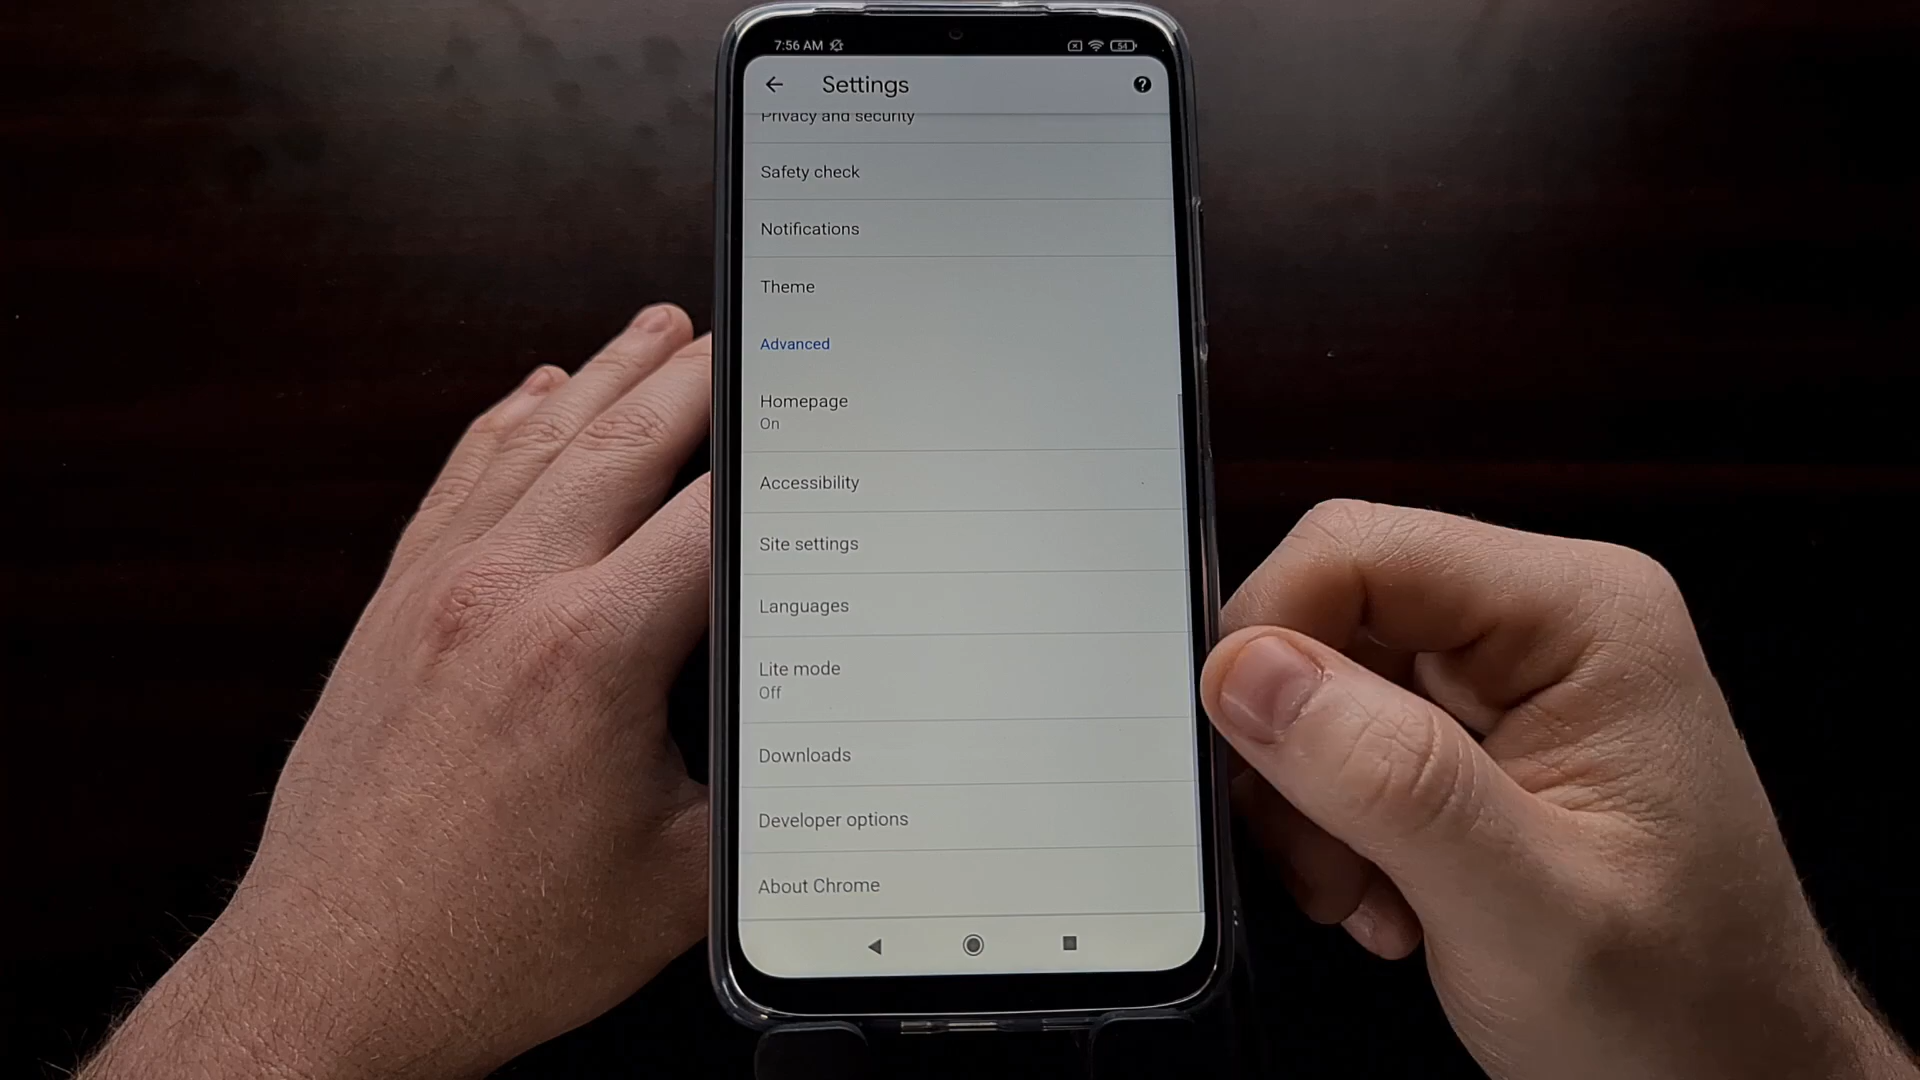 7:56 AM
54
Settings
Privacy and security
Safety check
Notifications
Theme
Advanced
Homepage
On
Accessibility
Site settings
Languages
Lite mode
Off
Downloads
Developer options
About Chrome